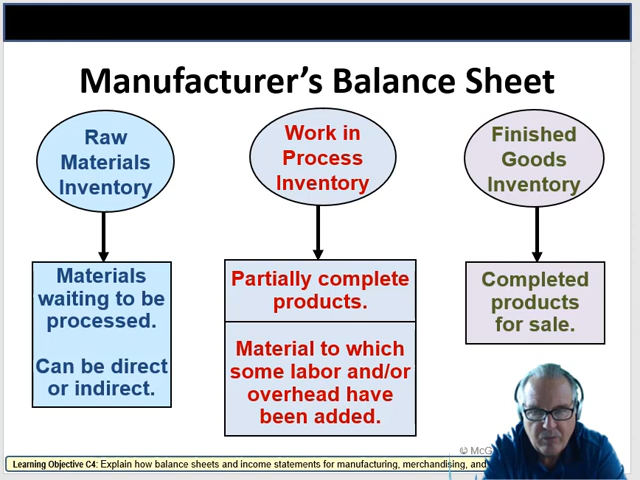 Manufacturer's Balance Sheet
Raw
Materials
Inventory
Work in
Process
Inventory
Finished
Goods
Inventory
Materials
waiting to be
processed.
Can be direct
or indirect.
Partially complete
products.
Material to which
some labor and/or
overhead have
been added.
Completed
products
for sale.
©
Learning Objective C4: Explain how balance sheets and income statements for manufacturing, merchandising, and